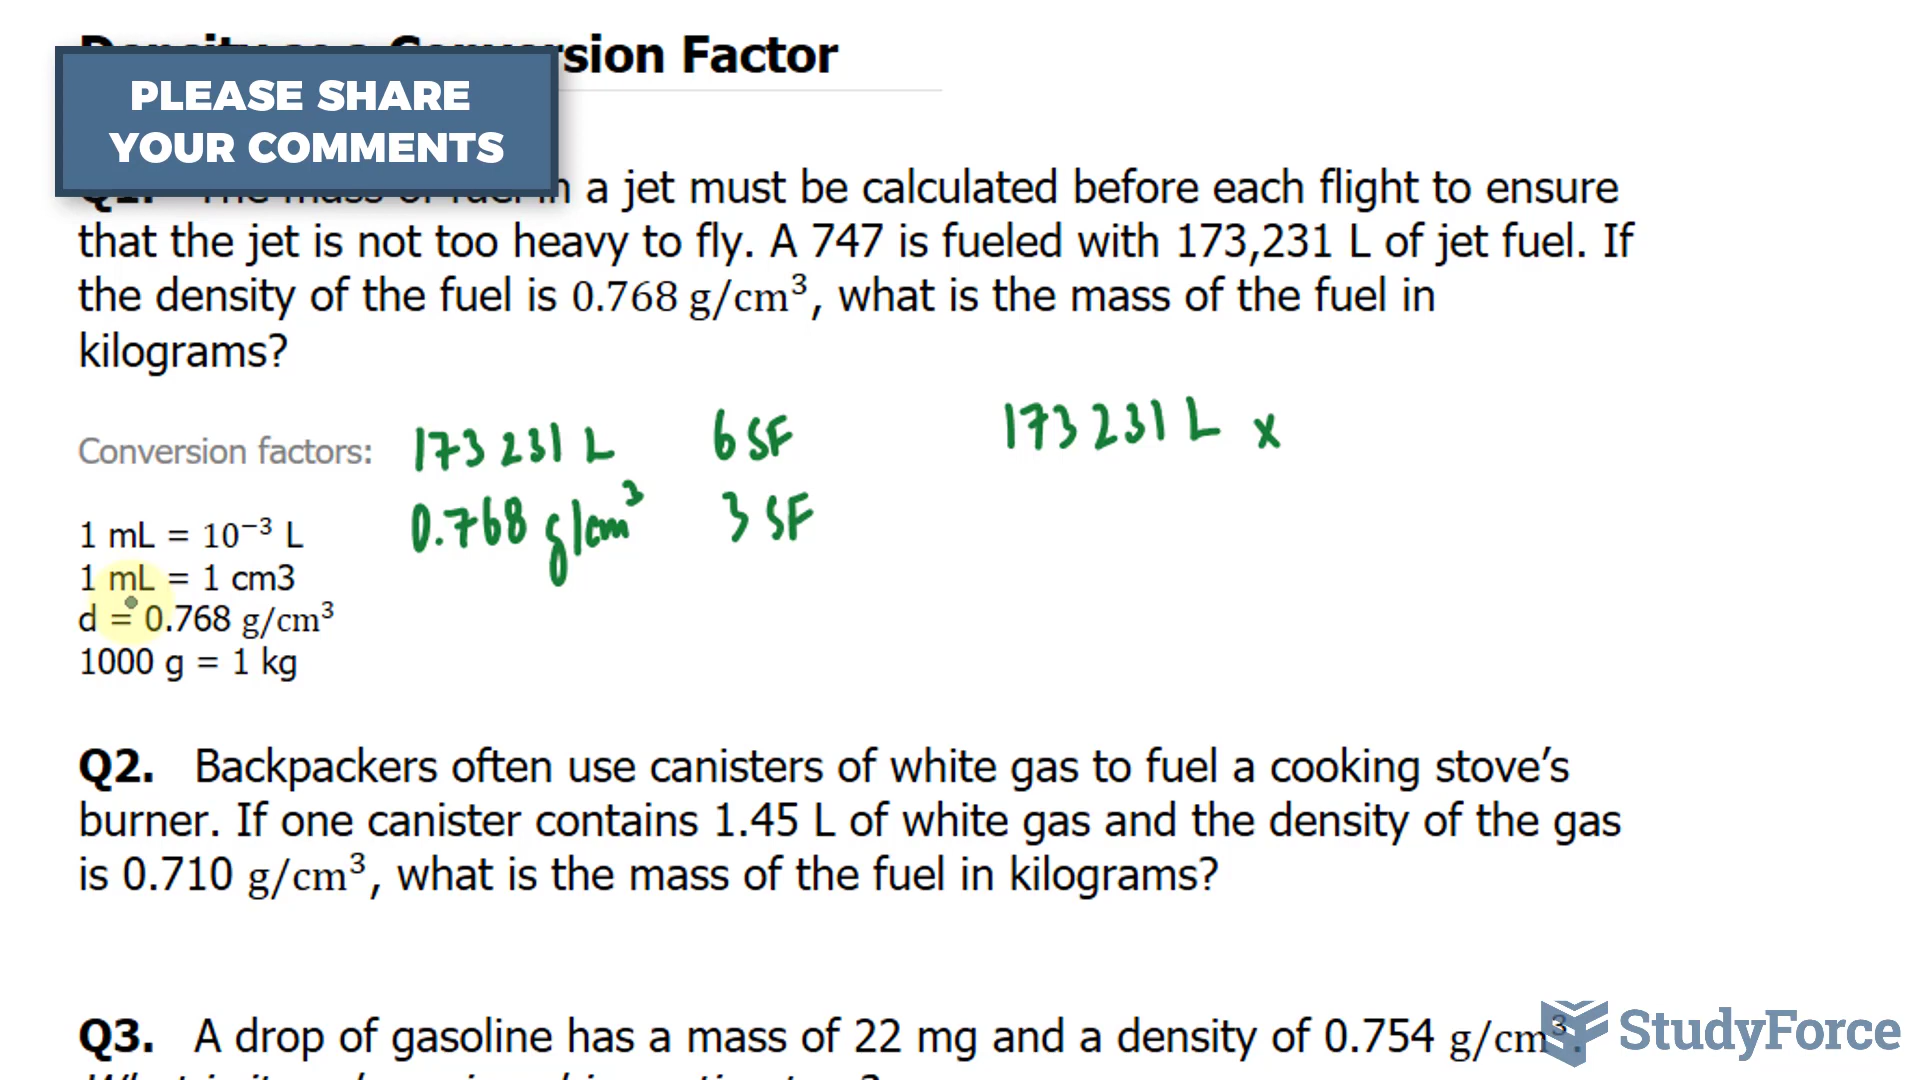 sion Factor
PLEASE SHARE
YOUR COMMENTS
in a jet must be calculated before each flight to ensure
that the jet is not too heavy to fly. A 747 is fueled with 173,231 L of jet fuel. If
the density of the fuel is 0.768 g/cm³, what is the mass of the fuel in
kilograms?
Conversion factors: 173 231 L 6 SF 173 231 L x
0.768 g/cm³ 3 SF
1 mL = 10⁻³ L
1 mL = 1 cm3
d = 0.768 g/cm³
1000 g = 1 kg
Q2. Backpackers often use canisters of white gas to fuel a cooking stove’s
burner. If one canister contains 1.45 L of white gas and the density of the gas
is 0.710 g/cm³, what is the mass of the fuel in kilograms?
Q3. A drop of gasoline has a mass of 22 mg and a density of 0.754 g/cm³.
StudyForce